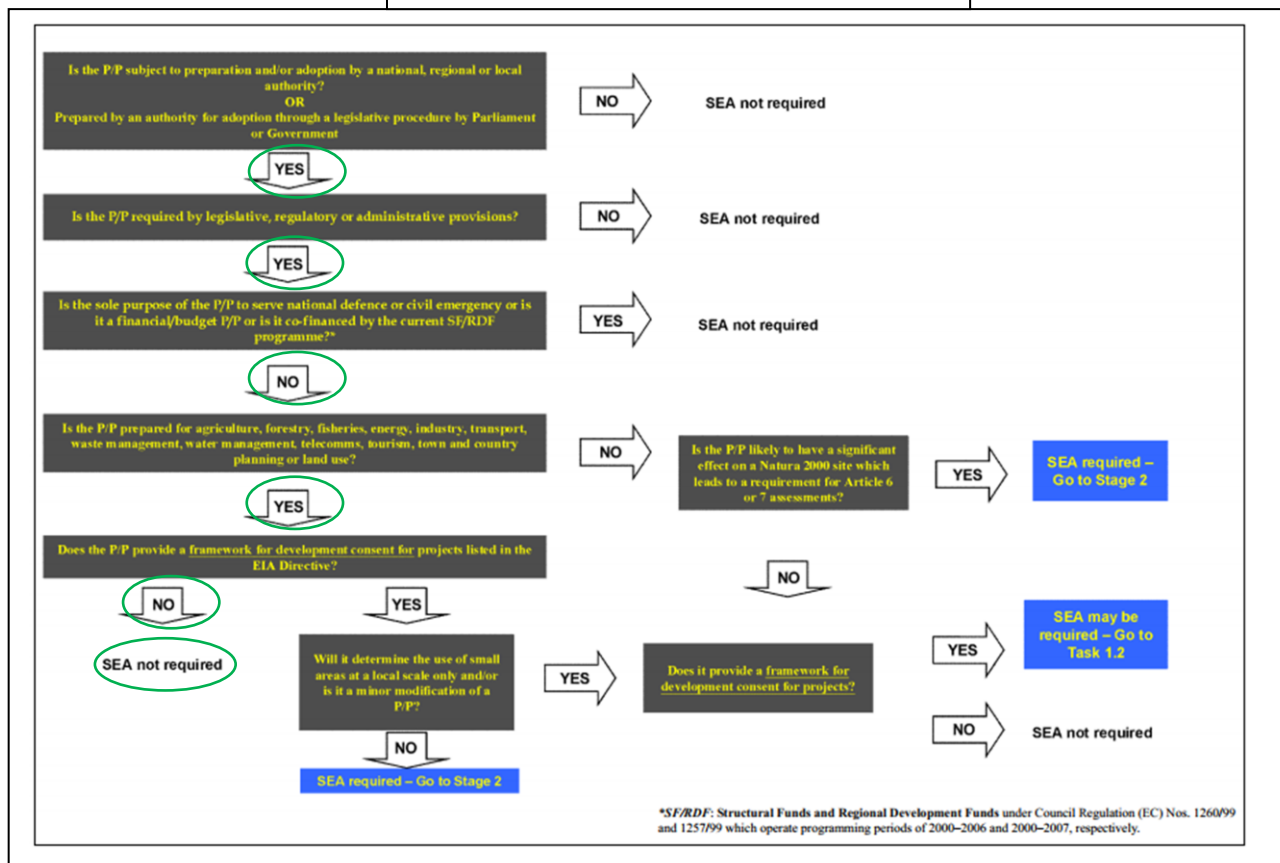 Is the P/P subject to preparation and/or adoption by a national, regional or local
authority?
OR
Prepared by an authority for adoption through a legislative procedure by Parliament
or Government
NO
SEA not required
YES
Is the P/P required by legislative, regulatory or administrative provisions?
NO
SEA not required
YES
Is the sole purpose of the P/P to serve national defence or civil emergency or is
it a financial/budget P/P or is it co-financed by the current SF/RDF
programme?*
YES
SEA not required
NO
Is the P/P prepared for agriculture, forestry, fisheries, energy, industry, transport,
waste management, water management, telecomms, tourism, town and country
planning or land use?
NO
Is the P/P likely to have a significant
effect on a Natura 2000 site which
leads to a requirement for Article 6
or 7 assessments?
YES
SEA required –
Go to Stage 2
YES
Does the P/P provide a framework for development consent for projects listed in the
EIA Directive?
NO
NO
SEA not required
YES
Will it determine the use of small
areas at a local scale only and/or
is it a minor modification of a
P/P?
YES
Does it provide a framework for
development consent for projects?
YES
SEA may be
required – Go to
Task 1.2
NO
SEA not required
NO
SEA required – Go to Stage 2
*SF/RDF: Structural Funds and Regional Development Funds under Council Regulation (EC) Nos. 1260/99
and 1257/99 which operate programming periods of 2000–2006 and 2000–2007, respectively.